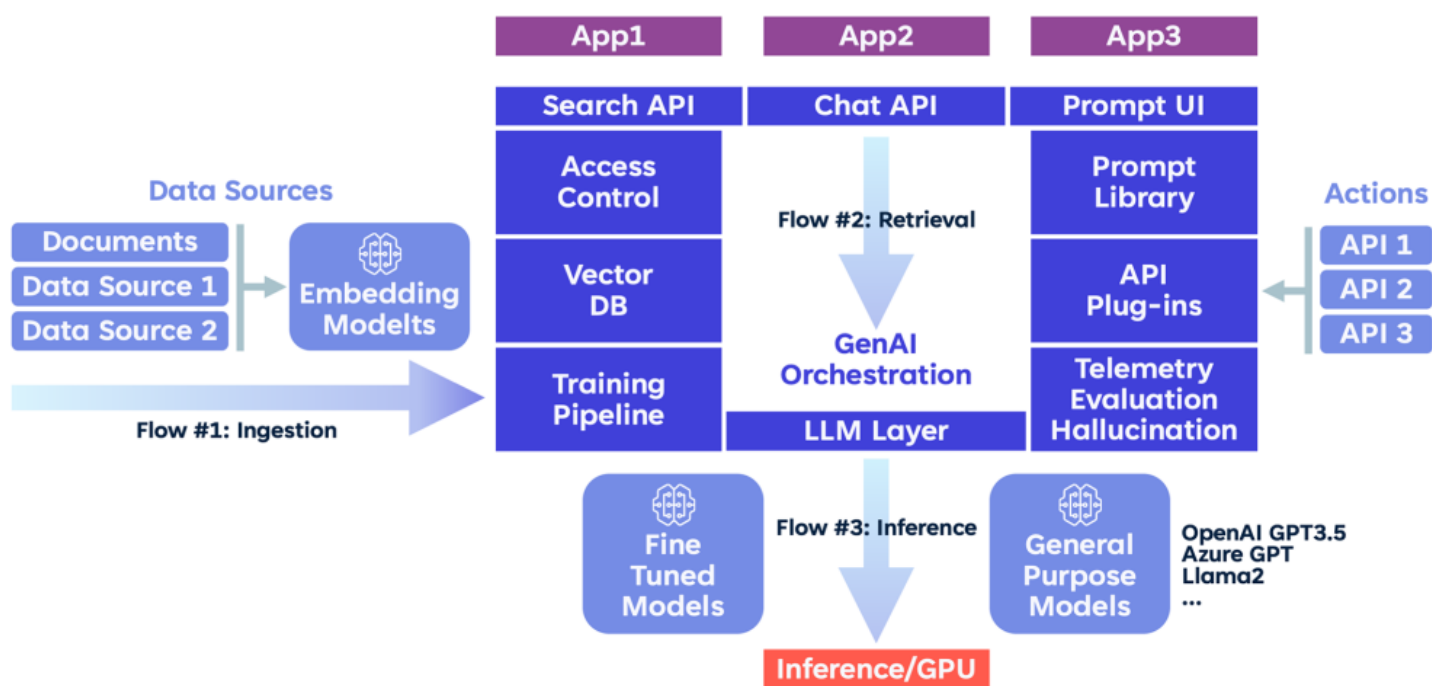 App1
App2
App3
Search API
Chat API
Prompt UI
Access
Control
Prompt
Library
Data Sources
Flow #2: Retrieval
Actions
Documents
Data Source 1
Data Source 2
Embedding
Modelts
Vector
DB
API
Plug-ins
API 1
API 2
API 3
GenAI
Orchestration
Training
Pipeline
Telemetry
Evaluation
Hallucination
Flow #1: Ingestion
LLM Layer
Fine
Tuned
Models
Flow #3: Inference
General
Purpose
Models
OpenAI GPT3.5
Azure GPT
Llama2
...
Inference/GPU